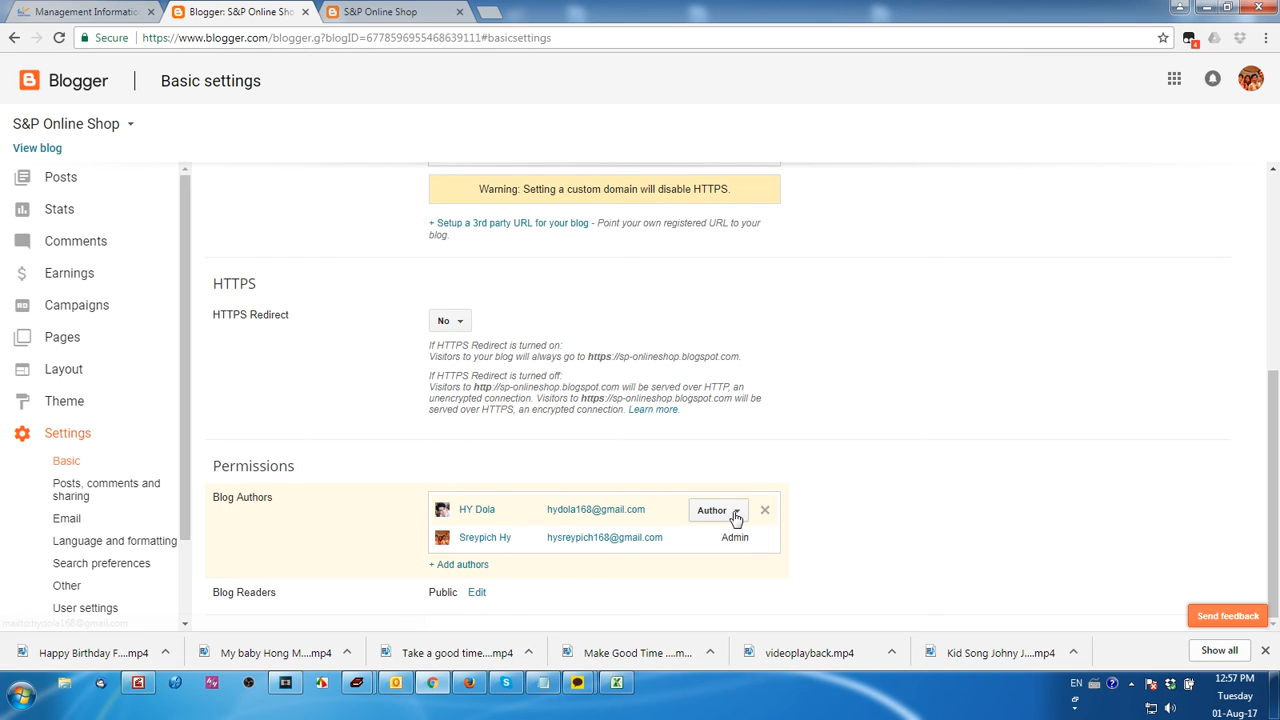 Management Informatio
Blogger: S&P Online Sho
S&P Online Shop
Secure
https://www.blogger.com/blogger.g?blogID=6778596955468639111#basicsettings
4
Blogger
Basic settings
S&P Online Shop
View blog
Posts
Stats
Comments
Earnings
Campaigns
Pages
Layout
Theme
Settings
Basic
Posts, comments and
sharing
Email
Language and formatting
Search preferences
Other
User settings
Warning: Setting a custom domain will disable HTTPS.
+ Setup a 3rd party URL for your blog - Point your own registered URL to your
blog.
HTTPS
HTTPS Redirect
No
If HTTPS Redirect is turned on:
Visitors to your blog will always go to https://sp-onlineshop.blogspot.com.
If HTTPS Redirect is turned off:
Visitors to http://sp-onlineshop.blogspot.com will be served over HTTP, an
unencrypted connection. Visitors to https://sp-onlineshop.blogspot.com will be
served over HTTPS, an encrypted connection. Learn more.
Permissions
Blog Authors
HY Dola hydola168@gmail.com Author
Sreypich Hy hysreypich168@gmail.com Admin
+ Add authors
Blog Readers
Public Edit
Send feedback
mailto:hydola168@gmail.com
Happy Birthday F....mp4
My baby Hong M....mp4
Take a good time....mp4
Make Good Time ....mp4
videoplayback.mp4
Kid Song Johny J....mp4
Show all
EN
12:57 PM
Tuesday
01-Aug-17